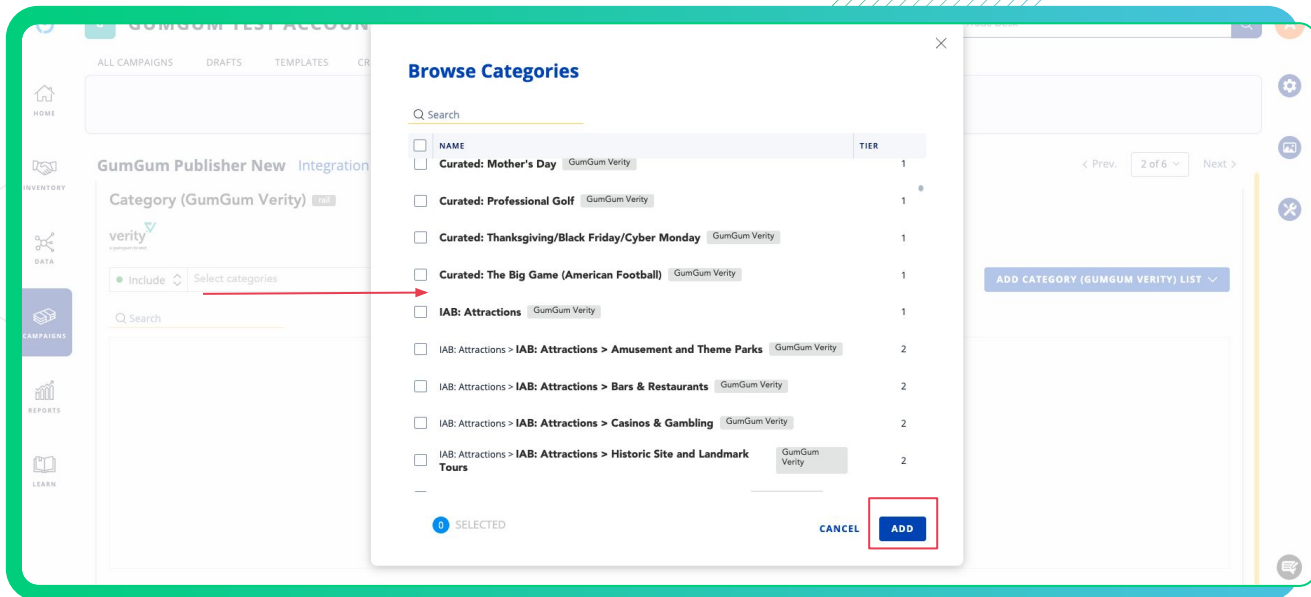 GUMGUM TEST ACCOUN
ALL CAMPAIGNS DRAFTS TEMPLATES CR
HOME
INVENTORY
DATA
CAMPAIGNS
REPORTS
LEARN
GumGum Publisher New Integration
< Prev. 2 of 6 Next >
Category (GumGum Verity)
verity
Include Select categories
ADD CATEGORY (GUMGUM VERITY) LIST
Search
Browse Categories
Search
NAME TIER
Curated: Mother's Day GumGum Verity 1
Curated: Professional Golf GumGum Verity 1
Curated: Thanksgiving/Black Friday/Cyber Monday GumGum Verity 1
Curated: The Big Game (American Football) GumGum Verity 1
IAB: Attractions GumGum Verity 1
IAB: Attractions > IAB: Attractions > Amusement and Theme Parks GumGum Verity 2
IAB: Attractions > IAB: Attractions > Bars & Restaurants GumGum Verity 2
IAB: Attractions > IAB: Attractions > Casinos & Gambling GumGum Verity 2
IAB: Attractions > IAB: Attractions > Historic Site and Landmark GumGum
Tours Verity 2
0 SELECTED
CANCEL ADD